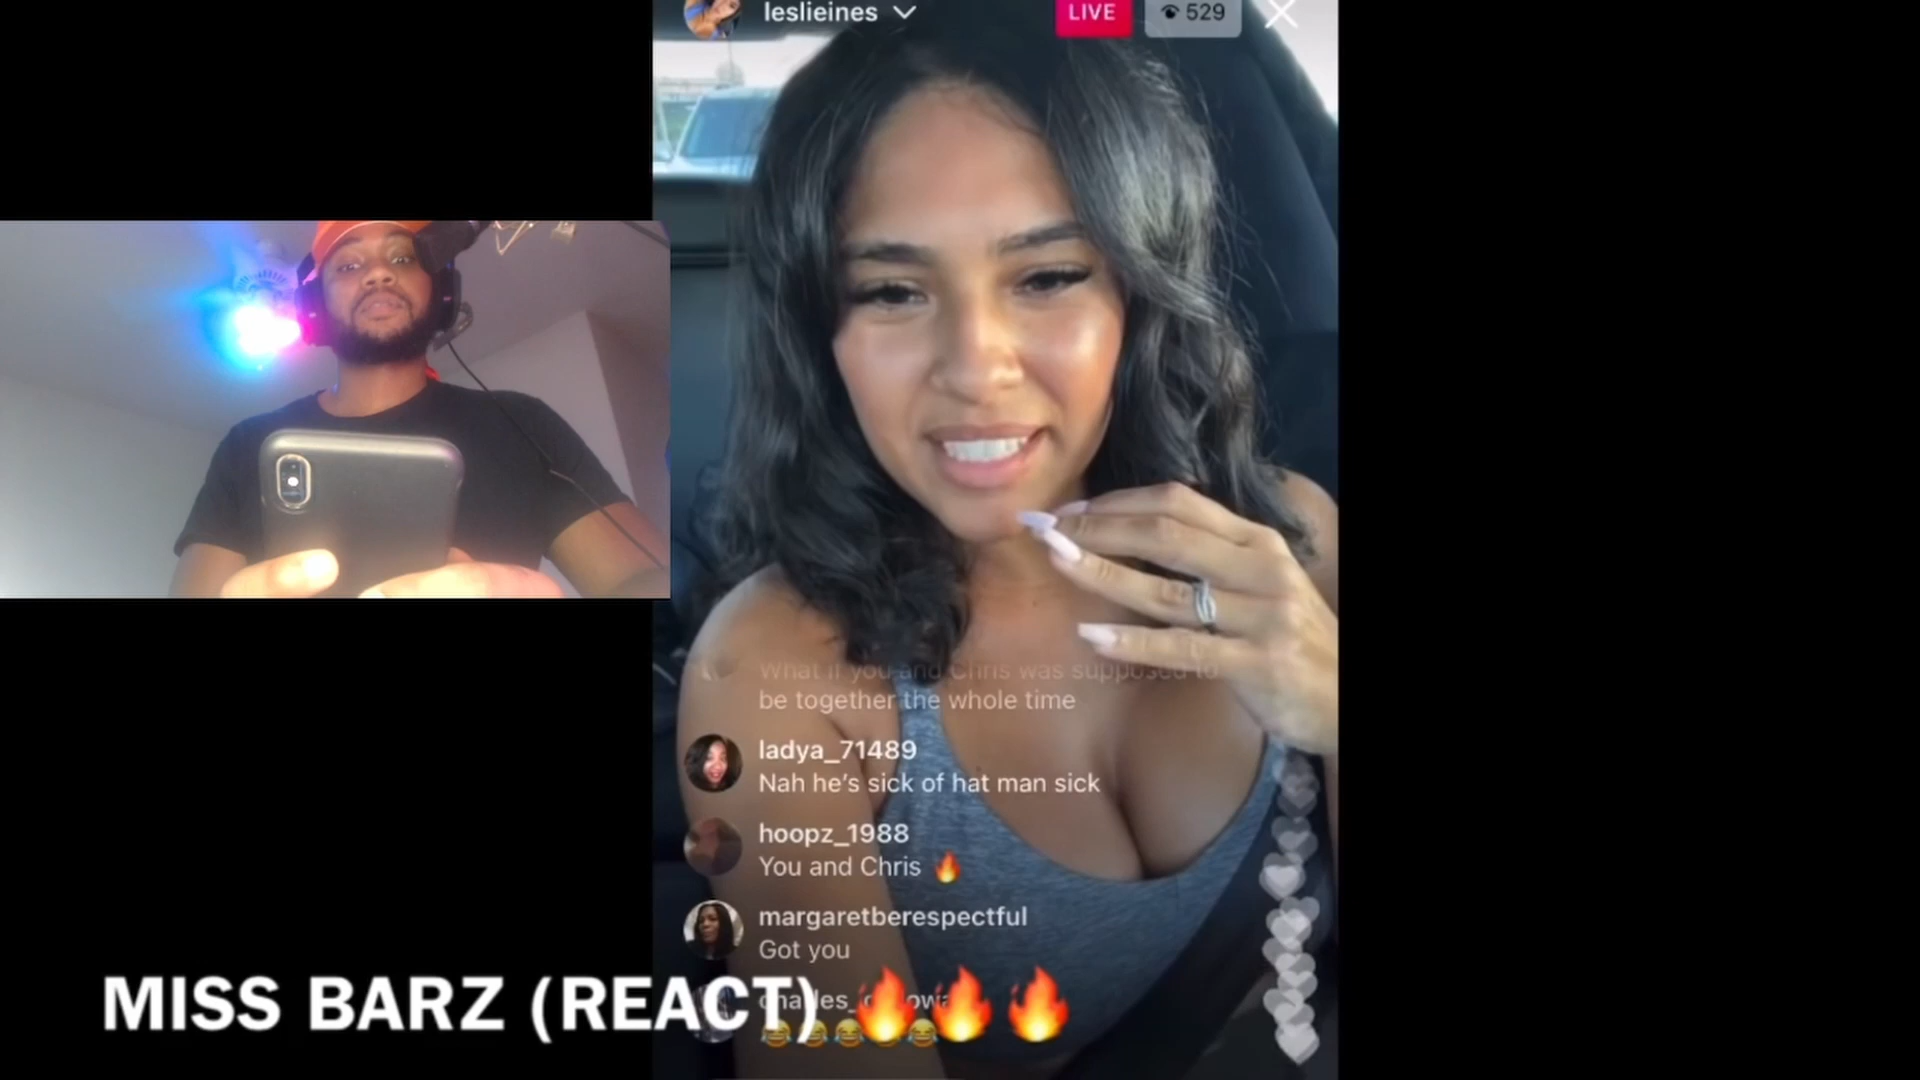 leslieines
LIVE
529
What if you and Chris was supposed to
be together the whole time
ladya_71489
Nah he's sick of hat man sick
hoopz_1988
You and Chris 🔥
margaretberespectful
Got you
😂😂😂😂😂
MISS BARZ (REACT) 🔥🔥🔥